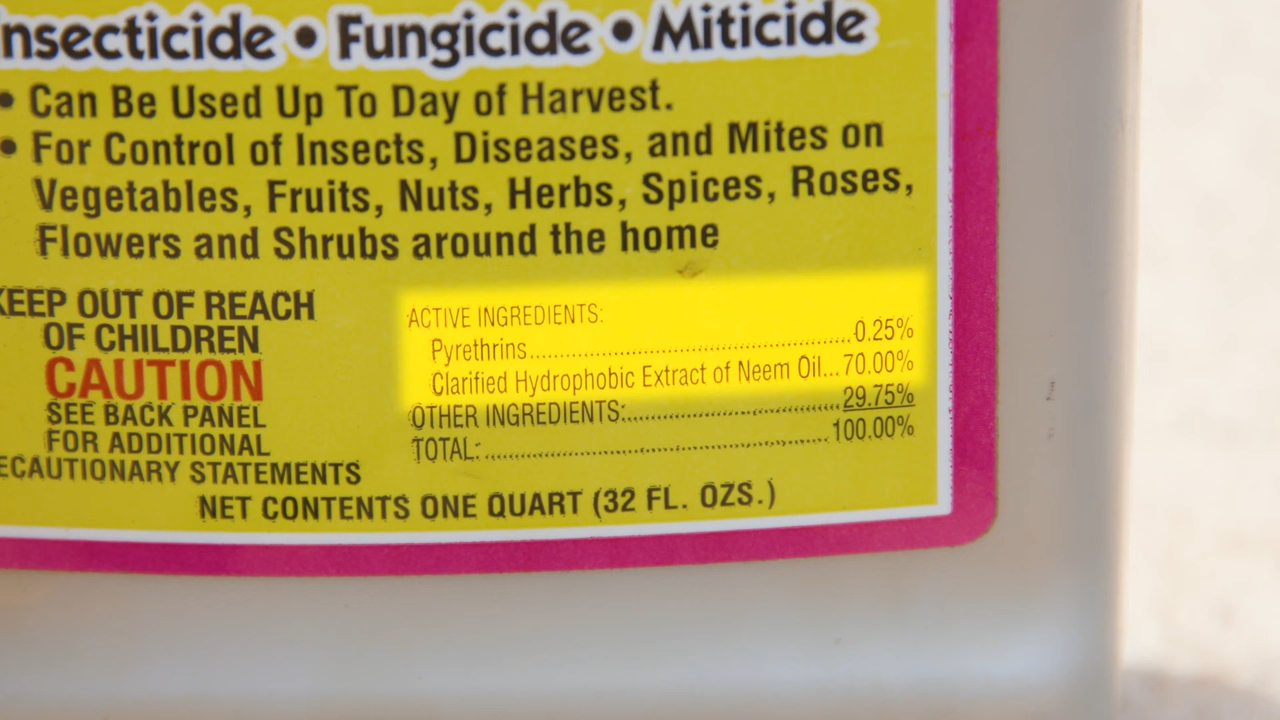 nsecticide • Fungicide • Miticide
• Can Be Used Up To Day of Harvest.
• For Control of Insects, Diseases, and Mites on
Vegetables, Fruits, Nuts, Herbs, Spices, Roses,
Flowers and Shrubs around the home
KEEP OUT OF REACH
OF CHILDREN
CAUTION
SEE BACK PANEL
FOR ADDITIONAL
ECAUTIONARY STATEMENTS
ACTIVE INGREDIENTS:
Pyrethrins.......................................................0.25%
Clarified Hydrophobic Extract of Neem Oil...70.00%
OTHER INGREDIENTS:.....................................29.75%
TOTAL:...........................................................100.00%
NET CONTENTS ONE QUART (32 FL. OZS.)